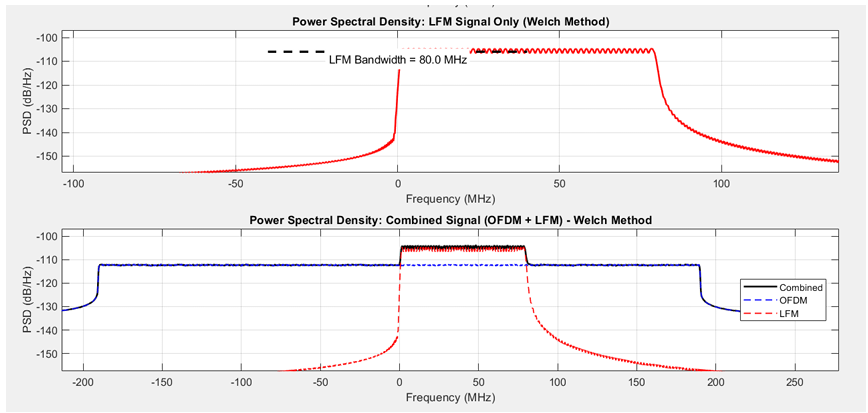 Power Spectral Density: LFM Signal Only (Welch Method)
-100
-110
-120
-130
-140
-150
PSD (dB/Hz)
LFM Bandwidth = 80.0 MHz
-100
-50
0
50
100
Frequency (MHz)
Power Spectral Density: Combined Signal (OFDM + LFM) - Welch Method
-100
-110
-120
-130
-140
-150
PSD (dB/Hz)
Combined
OFDM
LFM
-200
-150
-100
-50
0
50
100
150
200
250
Frequency (MHz)